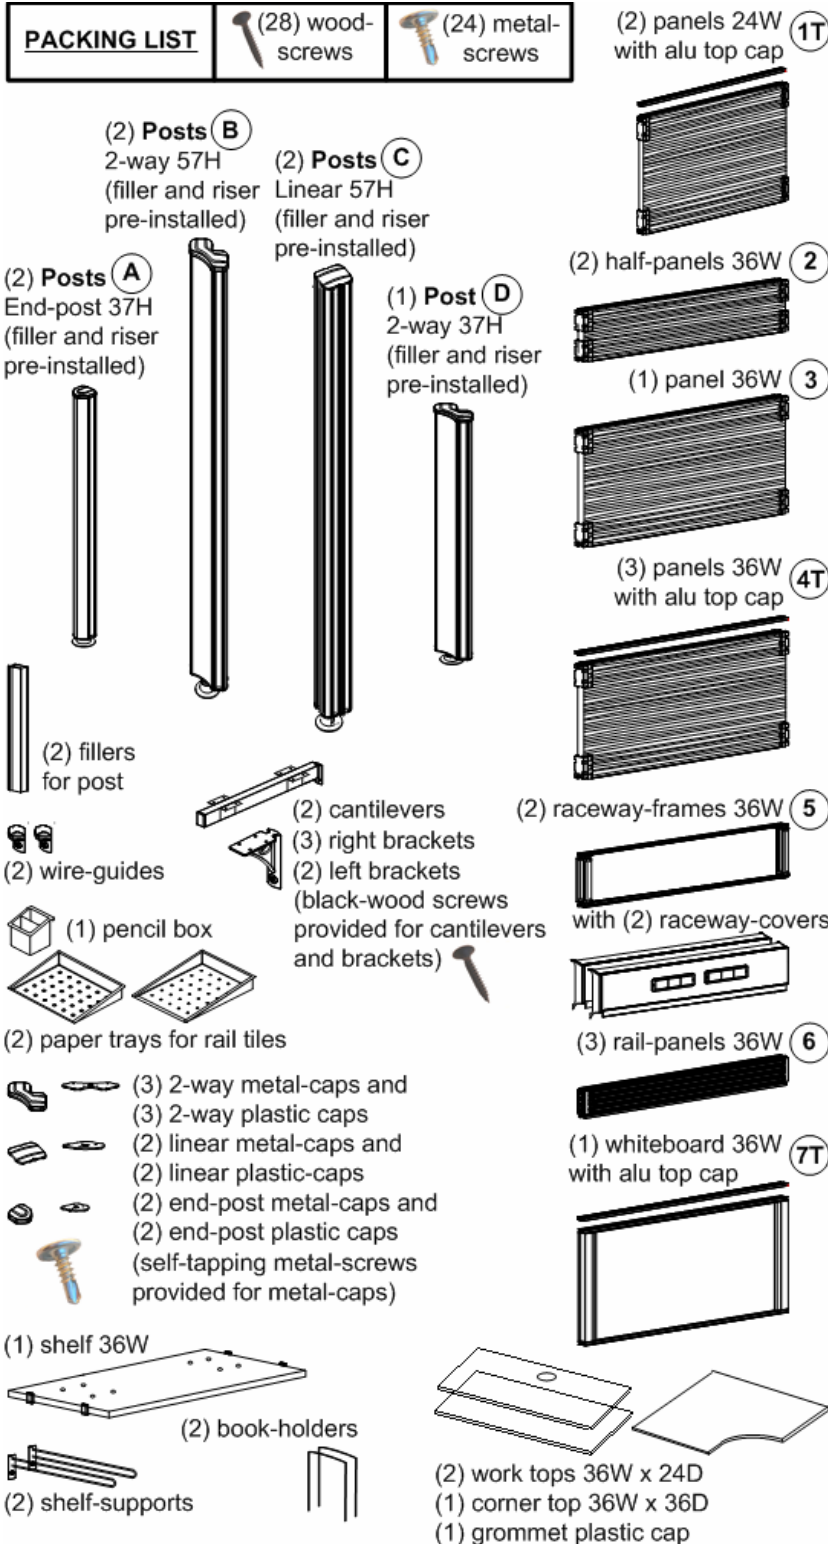 PACKING LIST
(28) wood-
screws
(24) metal-
screws
(2) panels 24W
with alu top cap
1T
(2) Posts B
2-way 57H
(filler and riser
pre-installed)
(2) Posts C
Linear 57H
(filler and riser
pre-installed)
(2) Posts A
End-post 37H
(filler and riser
pre-installed)
(1) Post D
2-way 37H
(filler and riser
pre-installed)
(2) half-panels 36W 2
(1) panel 36W 3
(3) panels 36W
with alu top cap
4T
(2) fillers
for post
(2) wire-guides
(2) cantilevers
(3) right brackets
(2) left brackets
(black-wood screws
provided for cantilevers
and brackets)
(2) raceway-frames 36W 5
with (2) raceway-covers
(1) pencil box
(2) paper trays for rail tiles
(3) rail-panels 36W 6
(3) 2-way metal-caps and
(3) 2-way plastic caps
(2) linear metal-caps and
(2) linear plastic-caps
(2) end-post metal-caps and
(2) end-post plastic caps
(self-tapping metal-screws
provided for metal-caps)
(1) whiteboard 36W
with alu top cap
7T
(1) shelf 36W
(2) book-holders
(2) shelf-supports
(2) work tops 36W x 24D
(1) corner top 36W x 36D
(1) grommet plastic cap